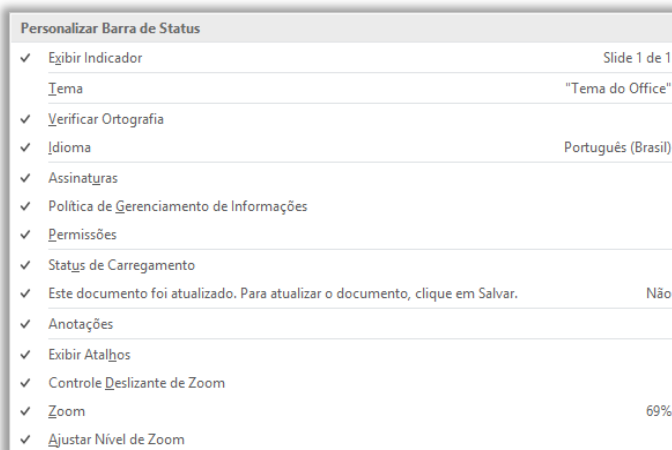 Personalizar Barra de Status
Exibir Indicador Slide 1 de 1
Tema "Tema do Office"
Verificar Ortografia
Idioma Português (Brasil)
Assinaturas
Política de Gerenciamento de Informações
Permissões
Status de Carregamento
Este documento foi atualizado. Para atualizar o documento, clique em Salvar. Não
Anotações
Exibir Atalhos
Controle Deslizante de Zoom
Zoom 69%
Ajustar Nível de Zoom